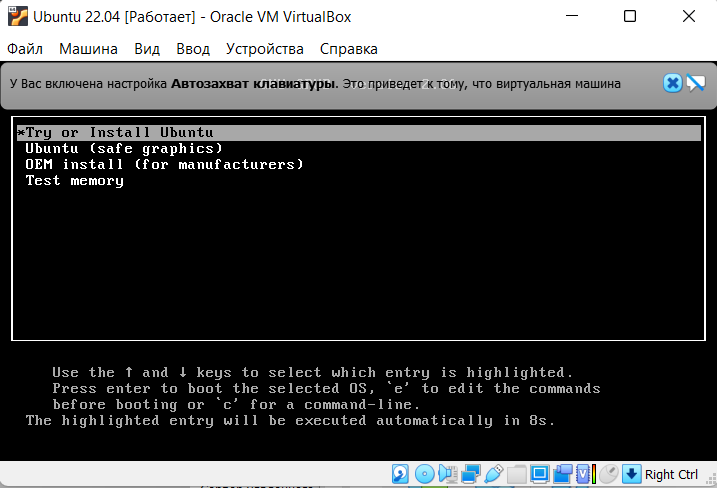 Ubuntu 22.04 [Работает] - Oracle VM VirtualBox
Файл Машина Вид Ввод Устройства Справка
У Вас включена настройка Автозахват клавиатуры. Это приведет к тому, что виртуальная машина
*Try or Install Ubuntu
Ubuntu (safe graphics)
OEM install (for manufacturers)
Test memory
Use the ↑ and ↓ keys to select which entry is highlighted.
Press enter to boot the selected OS, `e' to edit the commands
before booting or `c' for a command-line.
The highlighted entry will be executed automatically in 8s.
Right Ctrl